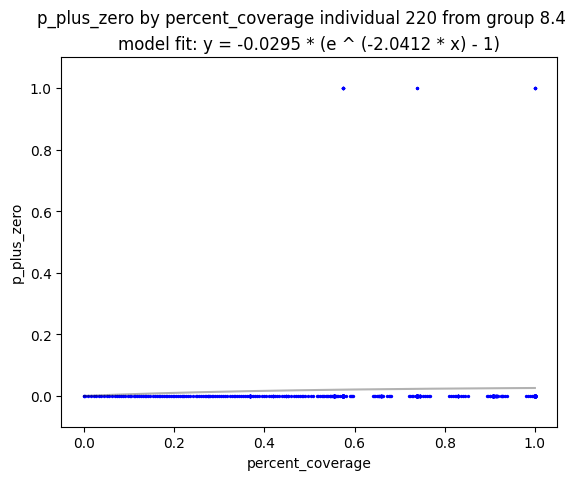 p_plus_zero by percent_coverage individual 220 from group 8.4
model fit: y = -0.0295 * (e ^ (-2.0412 * x) - 1)
1.0
0.8
0.6
0.4
0.2
0.0
p_plus_zero
0.0 0.2 0.4 0.6 0.8 1.0
percent_coverage